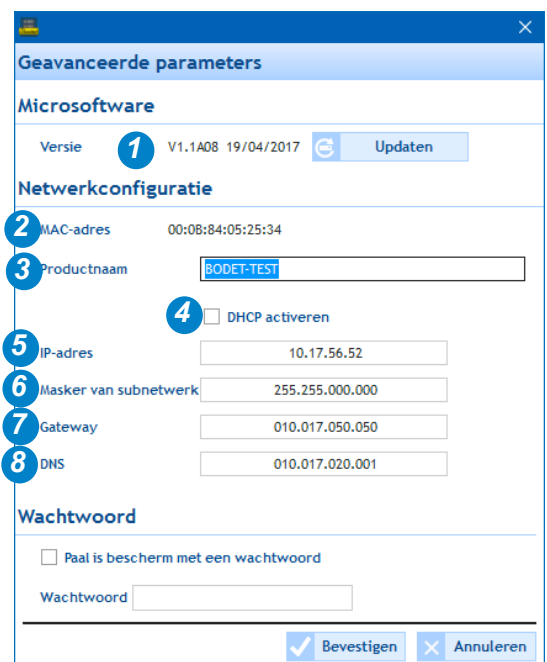 Geavanceerde parameters
Microsoftware
Versie 1 V1.1A08 19/04/2017 Updaten
Netwerkconfiguratie
2 MAC-adres 00:0B:84:05:25:34
3 Productnaam BODET-TEST
4 DHCP activeren
5 IP-adres 10.17.56.52
6 Masker van subnetwerk 255.255.000.000
7 Gateway 010.017.050.050
8 DNS 010.017.020.001
Wachtwoord
Paal is bescherm met een wachtwoord
Wachtwoord
Bevestigen Annuleren